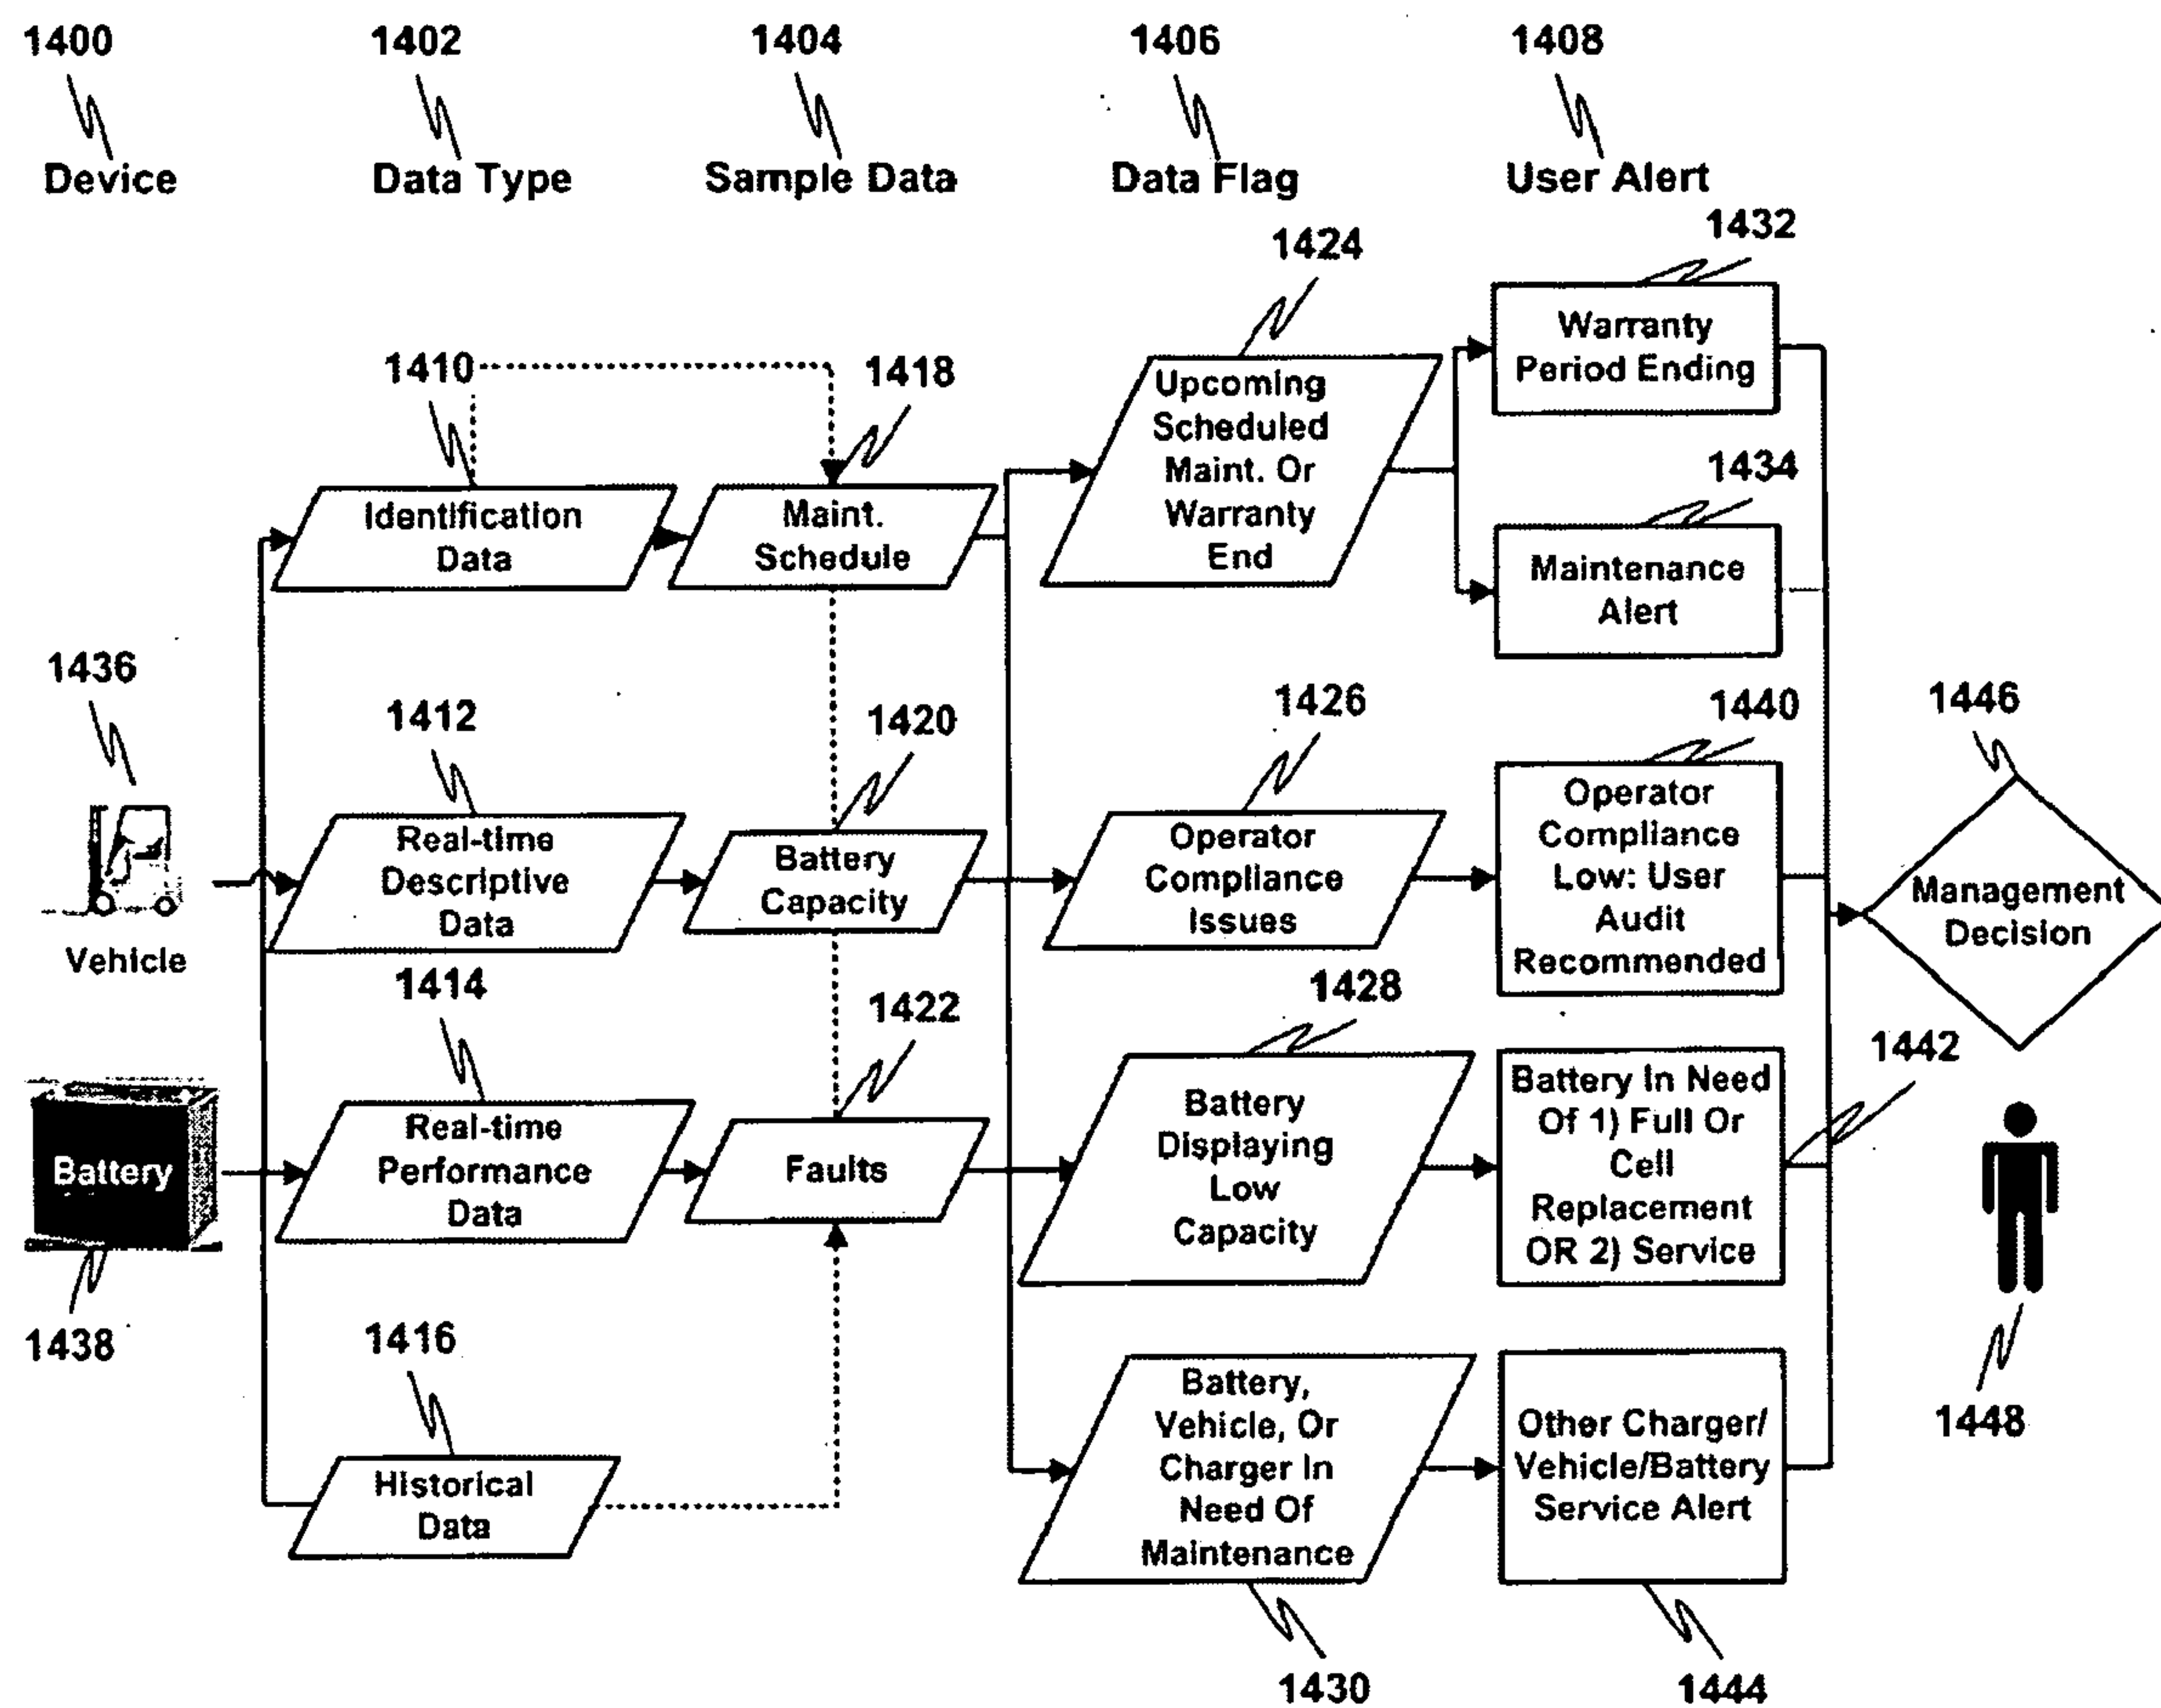 1400
1402
1404
1406
1408
Device
Data Type
Sample Data
Data Flag
User Alert
1410
Identification
Data
1418
Maint.
Schedule
1424
Upcoming
Scheduled
Maint. Or
Warranty
End
1432
Warranty
Period Ending
1434
Maintenance
Alert
1436
Vehicle
1412
Real-time
Descriptive
Data
1420
Battery
Capacity
1426
Operator
Compliance
Issues
1440
Operator
Compliance
Low: User
Audit
Recommended
1446
Management
Decision
Battery
1438
1414
Real-time
Performance
Data
1422
Faults
1428
Battery
Displaying
Low
Capacity
Battery In Need
Of 1) Full Or
Cell
Replacement
OR 2) Service
1442
1448
1416
Historical
Data
Battery,
Vehicle, Or
Charger In
Need Of
Maintenance
1430
Other Charger/
Vehicle/Battery
Service Alert
1444